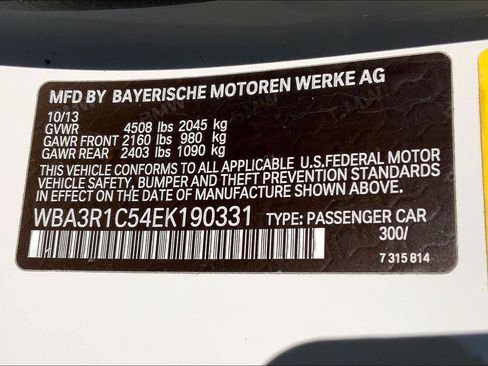 MFD BY BAYERISCHE MOTOREN WERKE AG
10/13
GVWR 4508 lbs 2045 kg
GAWR FRONT 2160 lbs 980 kg
GAWR REAR 2403 lbs 1090 kg
THIS VEHICLE CONFORMS TO ALL APPLICABLE U.S.FEDERAL MOTOR
VEHICLE SAFETY, BUMPER AND THEFT PREVENTION STANDARDS
IN EFFECT ON THE DATE OF MANUFACTURE SHOWN ABOVE.
WBA3R1C54EK190331 TYPE: PASSENGER CAR
300/
7 315 814